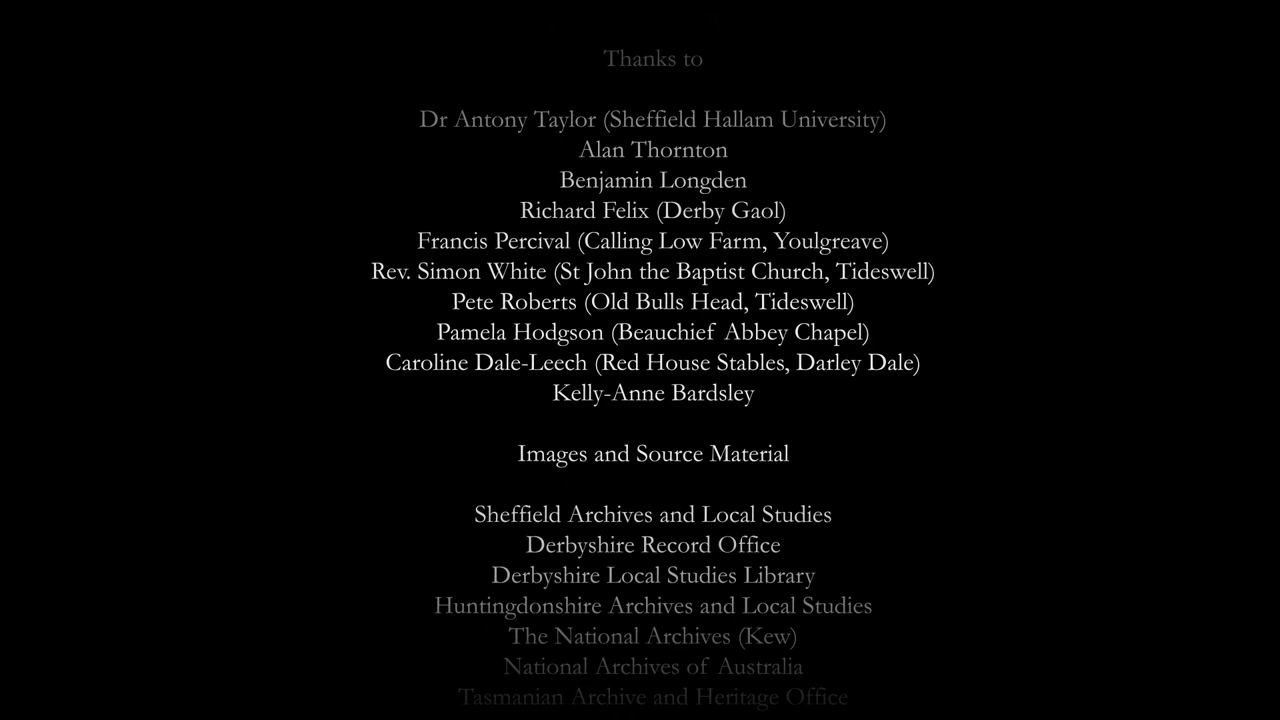 Thanks to
Dr Antony Taylor (Sheffield Hallam University)
Alan Thornton
Benjamin Longden
Richard Felix (Derby Gaol)
Francis Percival (Calling Low Farm, Youlgreave)
Rev. Simon White (St John the Baptist Church, Tideswell)
Pete Roberts (Old Bulls Head, Tideswell)
Pamela Hodgson (Beauchief Abbey Chapel)
Caroline Dale-Leech (Red House Stables, Darley Dale)
Kelly-Anne Bardsley
Images and Source Material
Sheffield Archives and Local Studies
Derbyshire Record Office
Derbyshire Local Studies Library
Huntingdonshire Archives and Local Studies
The National Archives (Kew)
National Archives of Australia
Tasmanian Archive and Heritage Office